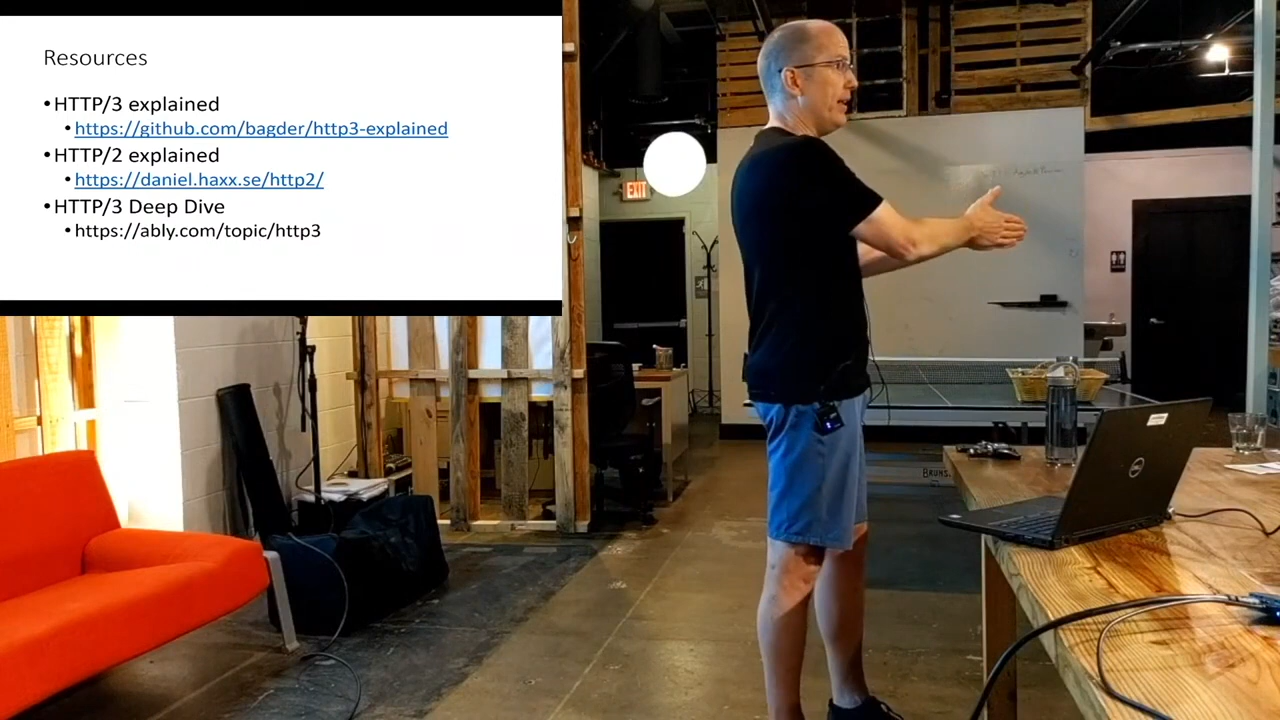 Resources
•HTTP/3 explained
•https://github.com/bagder/http3-explained
•HTTP/2 explained
•https://daniel.haxx.se/http2/
•HTTP/3 Deep Dive
•https://ably.com/topic/http3
EXIT
DELL